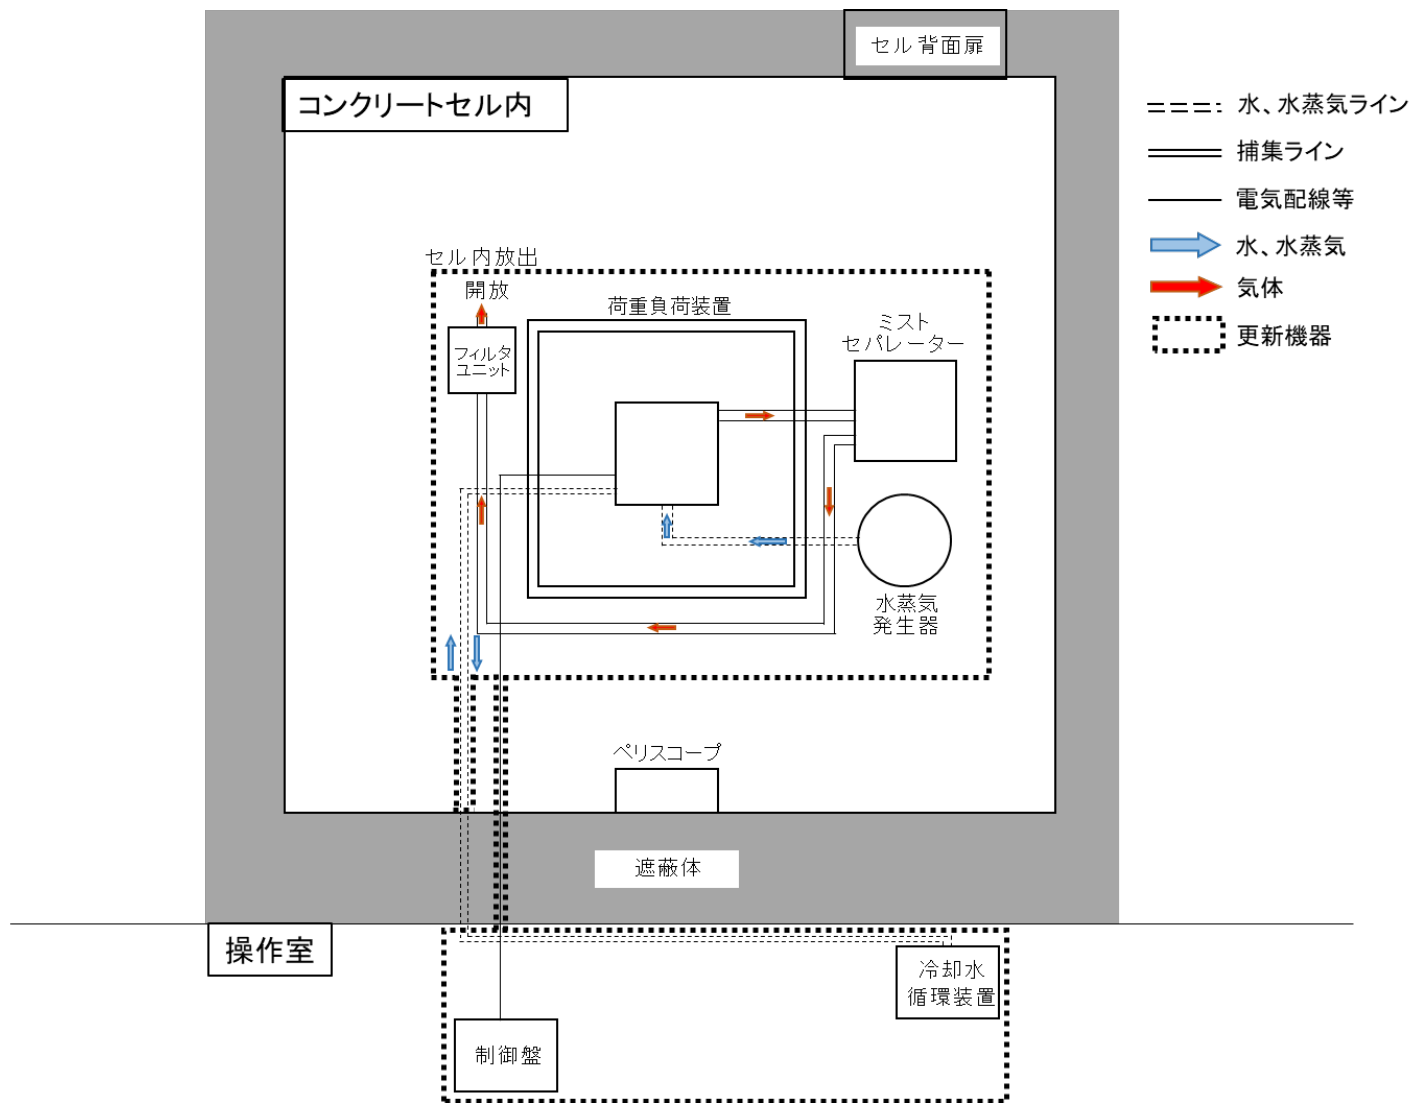 セル背面扉
コンクリートセル内
水、水蒸気ライン
捕集ライン
電気配線等
水、水蒸気
気体
更新機器
セル内放出
開放
荷重負荷装置
ミスト
セパレーター
フィルタ
ユニット
水蒸気
発生器
ペリスコープ
遮蔽体
操作室
冷却水
循環装置
制御盤